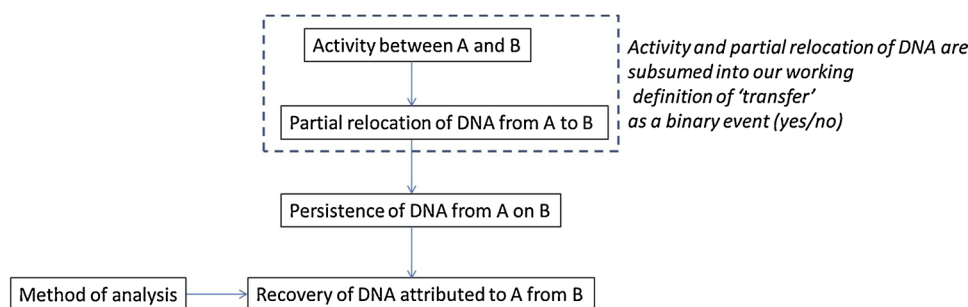 Activity between A and B
Activity and partial relocation of DNA are
subsumed into our working
definition of ‘transfer’
as a binary event (yes/no)
Partial relocation of DNA from A to B
Persistence of DNA from A on B
Method of analysis
Recovery of DNA attributed to A from B